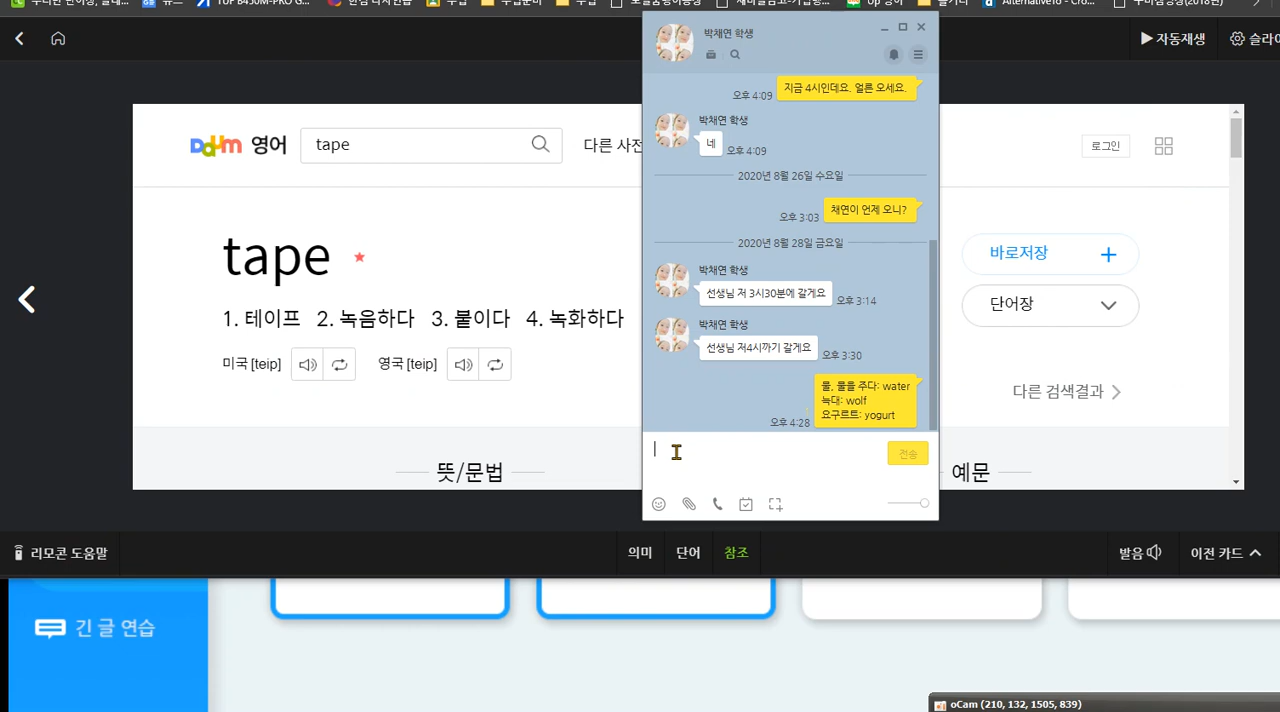 자동재생
박채연 학생
지금 4시인데요. 얼른 오세요.
오후 4:09
박채연 학생
네
오후 4:09
2020년 8월 26일 수요일
채연이 언제 오니?
오후 3:03
2020년 8월 28일 금요일
박채연 학생
선생님 저 3시30분에 갈게요
오후 3:14
박채연 학생
선생님 저4시까기 갈게요
오후 3:30
물, 물을 주다: water
늑대: wolf
요구르트: yogurt
오후 4:28
전송
Daum 영어
tape
다른 사전
로그인
tape
1. 테이프 2. 녹음하다 3. 붙이다 4. 녹화하다
미국 [teip] 영국 [teip]
바로저장
단어장
다른 검색결과
뜻/문법
예문
리모콘 도움말
의미
단어
참조
발음
이전 카드
긴 글 연습
oCam (210, 132, 1505, 839)